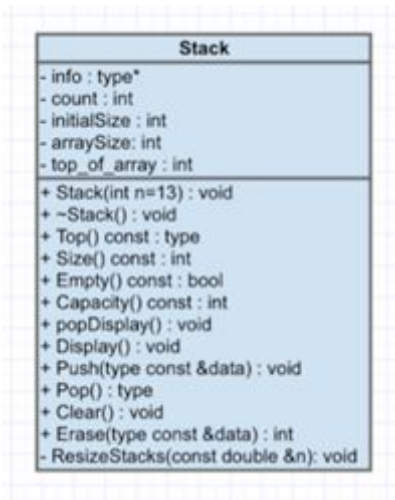 Stack
- info : type*
- count : int
- initialSize : int
- arraySize: int
- top_of_array : int
+ Stack(int n=13) : void
+ ~Stack() : void
+ Top() const : type
+ Size() const : int
+ Empty() const : bool
+ Capacity() const : int
+ popDisplay() : void
+ Display() : void
+ Push(type const &data) : void
+ Pop() : type
+ Clear() : void
+ Erase(type const &data) : int
- ResizeStacks(const double &n): void